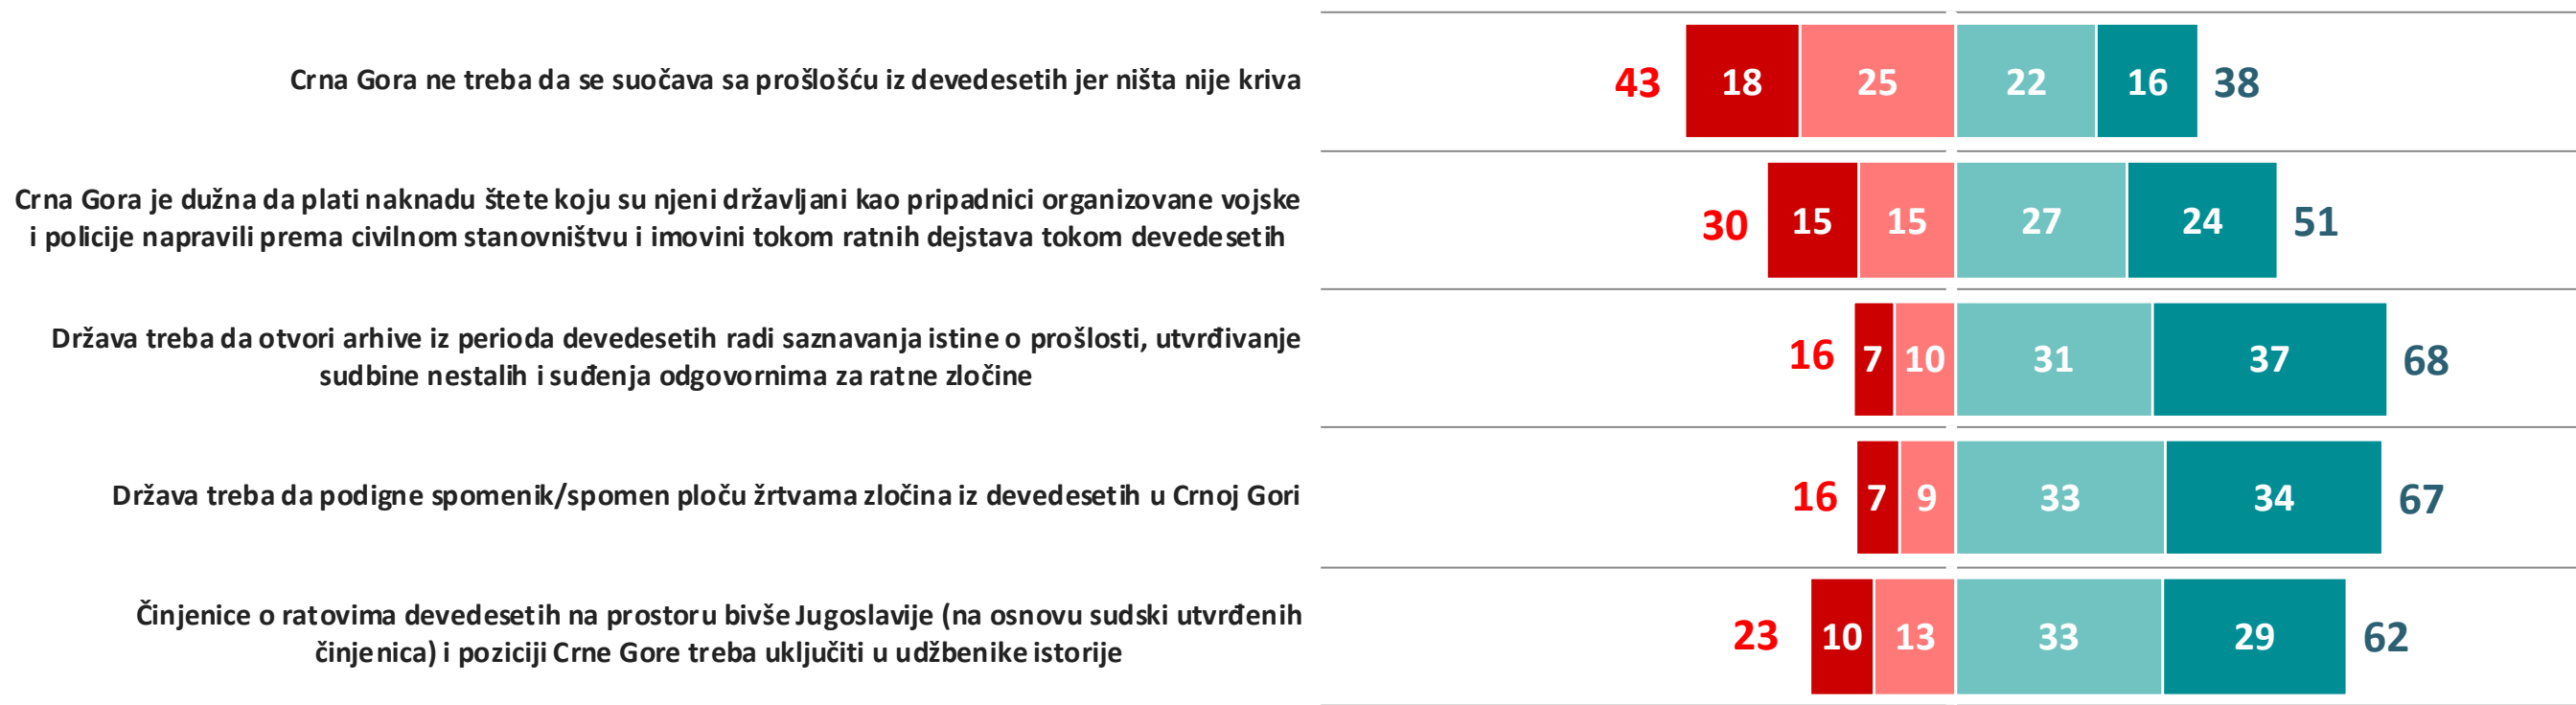 Crna Gora ne treba da se suočava sa prošlošću iz devedesetih jer ništa nije kriva
43 18 25 22 16 38
Crna Gora je dužna da plati naknadu štete koju su njeni državljani kao pripadnici organizovane vojske
i policije napravili prema civilnom stanovništvu i imovini tokom ratnih dejstava tokom devedesetih
30 15 15 27 24 51
Država treba da otvori arhive iz perioda devedesetih radi saznavanja istine o prošlosti, utvrđivanje
sudbine nestalih i suđenja odgovornima za ratne zločine
16 7 10 31 37 68
Država treba da podigne spomenik/spomen ploču žrtvama zločina iz devedesetih u Crnoj Gori
16 7 9 33 34 67
Činjenice o ratovima devedesetih na prostoru bivše Jugoslavije (na osnovu sudski utvrđenih
činjenica) i poziciji Crne Gore treba uključiti u udžbenike istorije
23 10 13 33 29 62